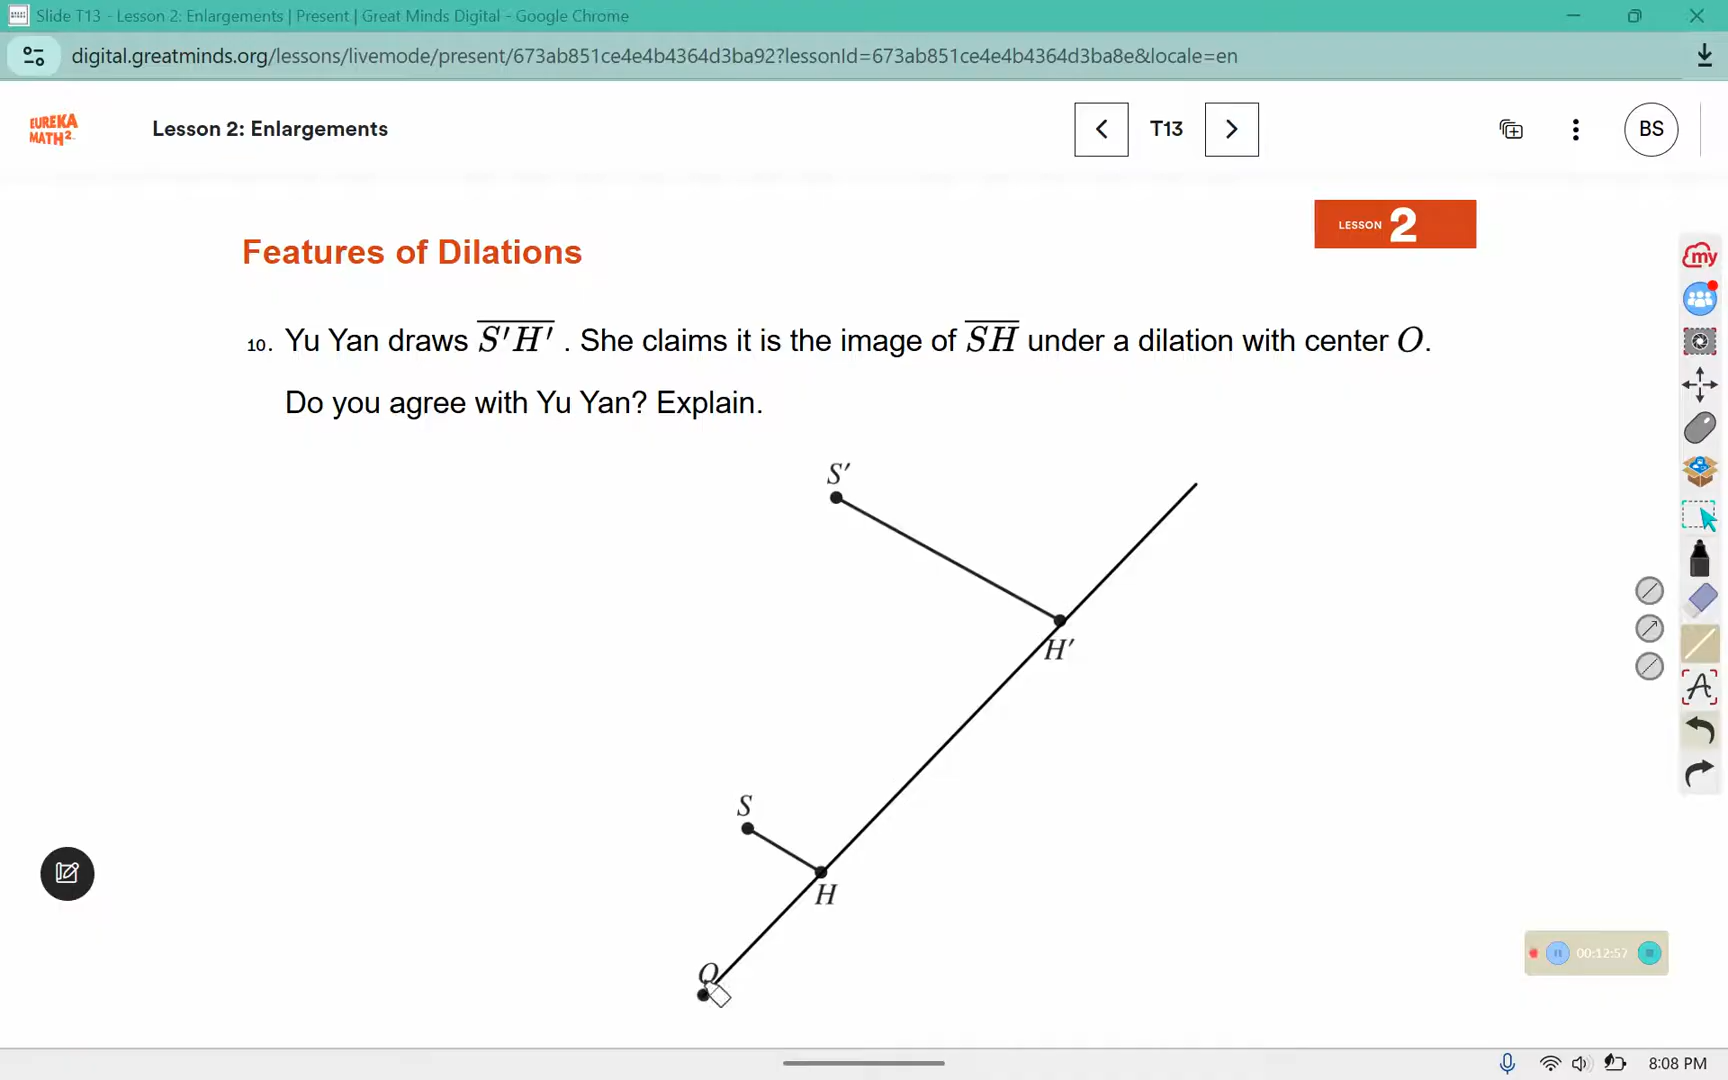 Slide T13 - Lesson 2: Enlargements | Present | Great Minds Digital - Google Chrome
digital.greatminds.org/lessons/livemode/present/673ab851ce4e4b4364d3ba92?lessonId=673ab851ce4e4b4364d3ba8e&locale=en
EUREKA MATH²
Lesson 2: Enlargements
T13
BS
LESSON 2
Features of Dilations
my
10. Yu Yan draws S′H′ . She claims it is the image of SH under a dilation with center O.
Do you agree with Yu Yan? Explain.
S′
H′
A
S
H
O
00:12:57
8:08 PM